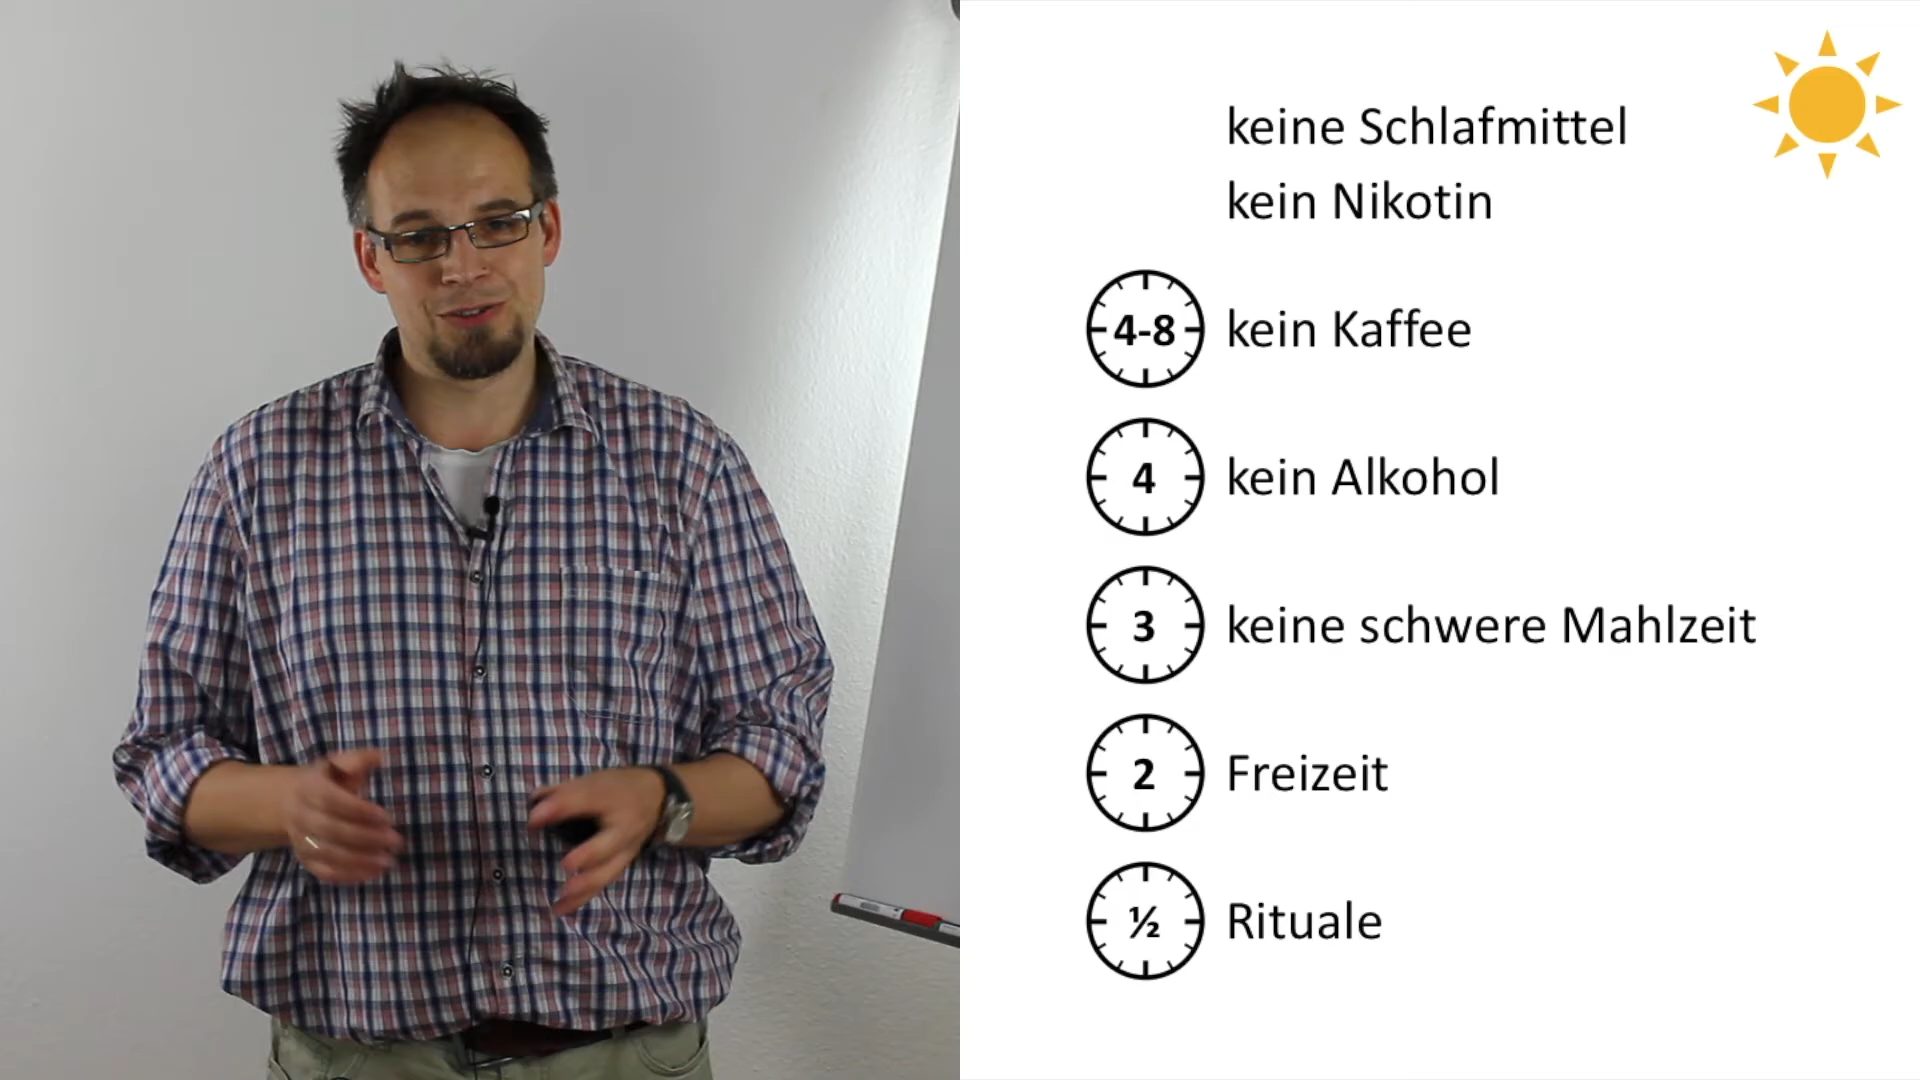 keine Schlafmittel
kein Nikotin
4-8 kein Kaffee
4 kein Alkohol
3 keine schwere Mahlzeit
2 Freizeit
½ Rituale